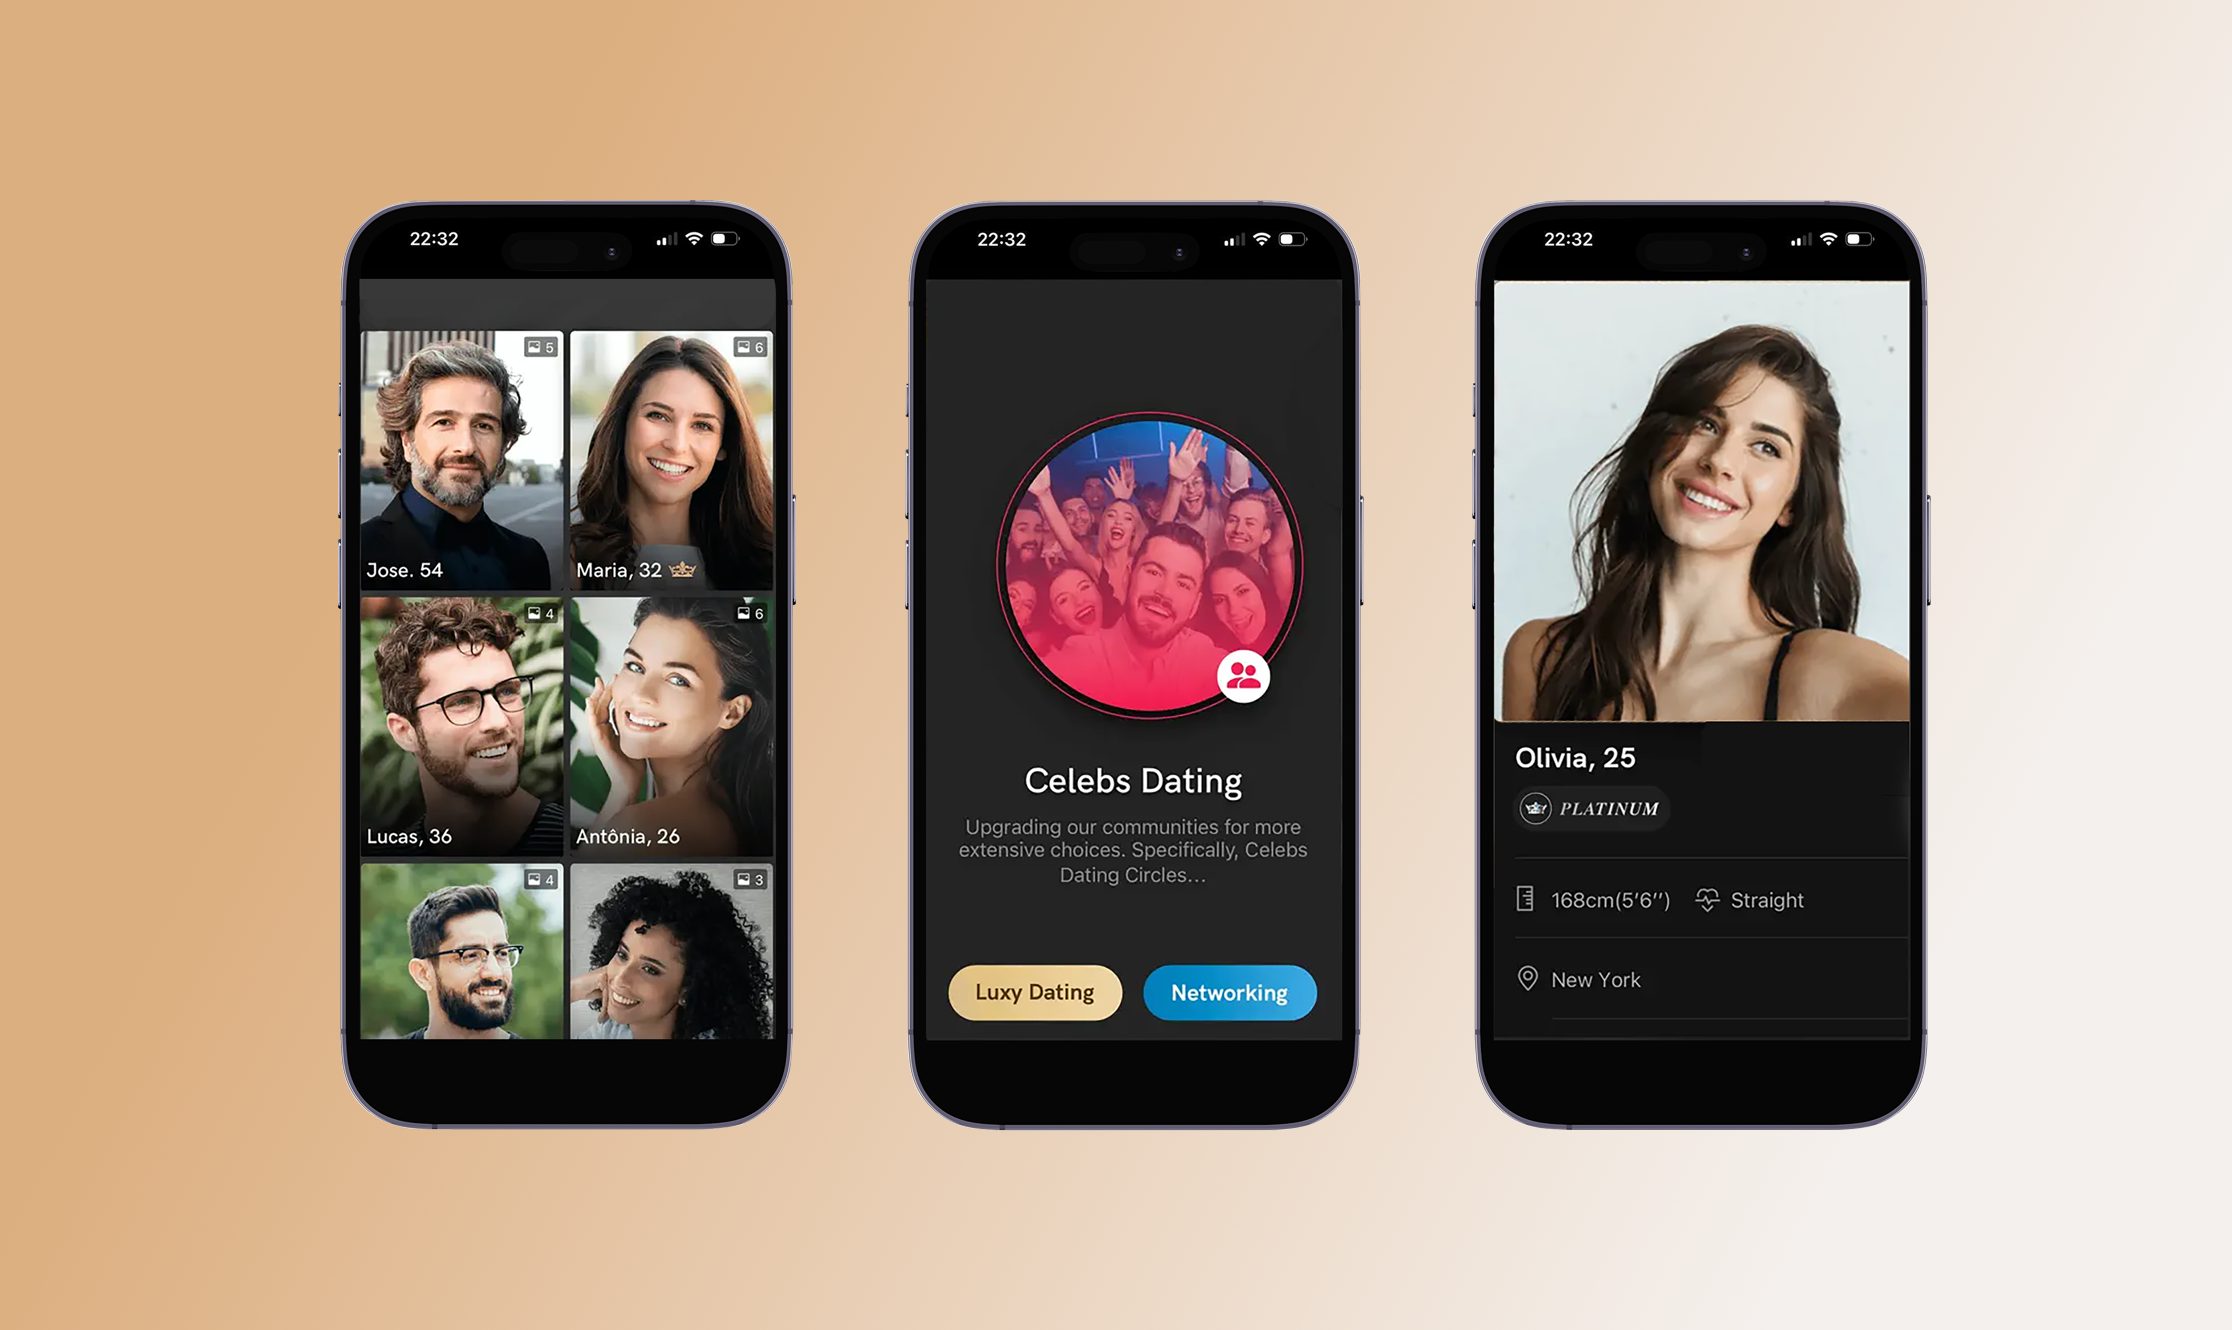 22:32
5
6
Jose. 54
Maria, 32
4
6
Lucas, 36
Antônia, 26
4
3
22:32
Celebs Dating
Upgrading our communities for more
extensive choices. Specifically, Celebs
Dating Circles...
Luxy Dating
Networking
22:32
Olivia, 25
PLATINUM
168cm(5'6'')
Straight
New York